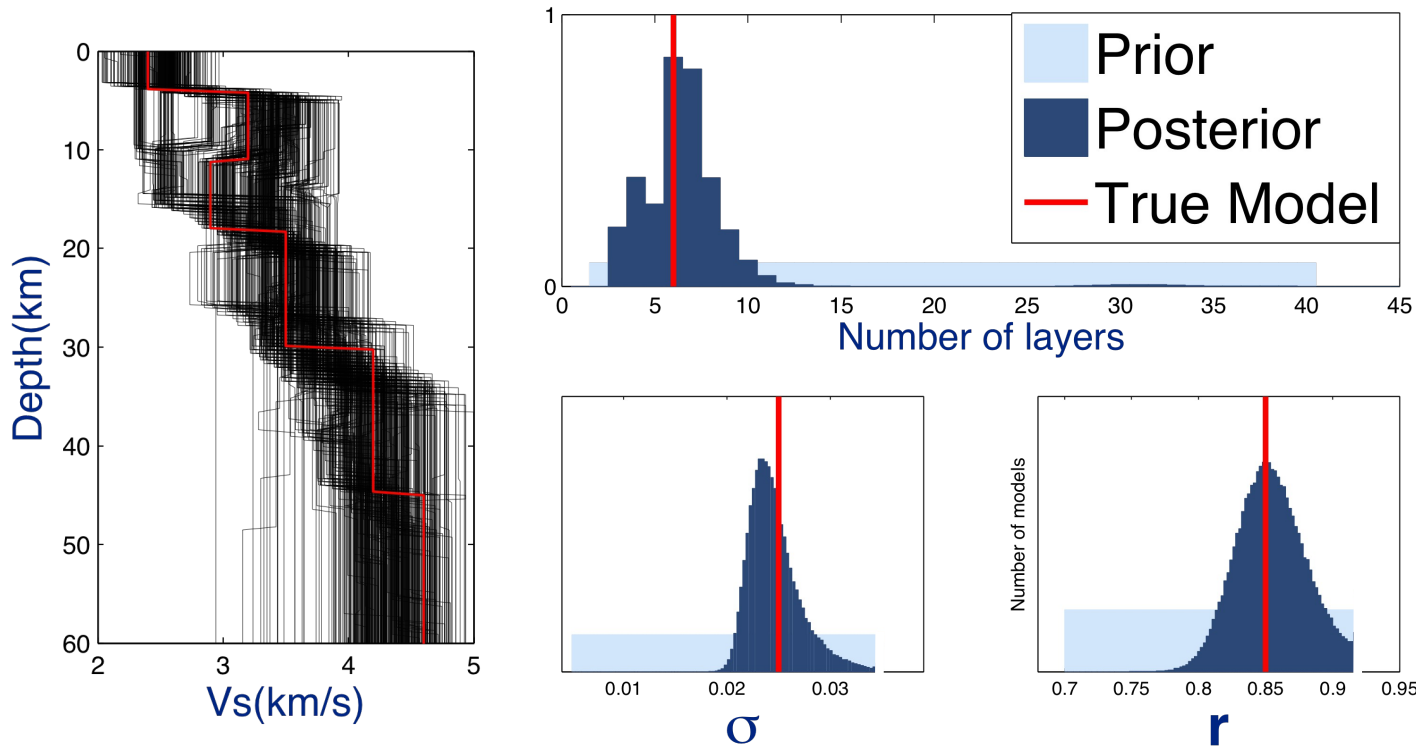 0
10
20
30
40
50
60
Depth(km)
2 3 4 5
Vs(km/s)
1
0
0 5 10 15 20 25 30 35 40 45
Number of layers
Prior
Posterior
True Model
0.01 0.02 0.03
σ
Number of models
0.7 0.75 0.8 0.85 0.9 0.95
r